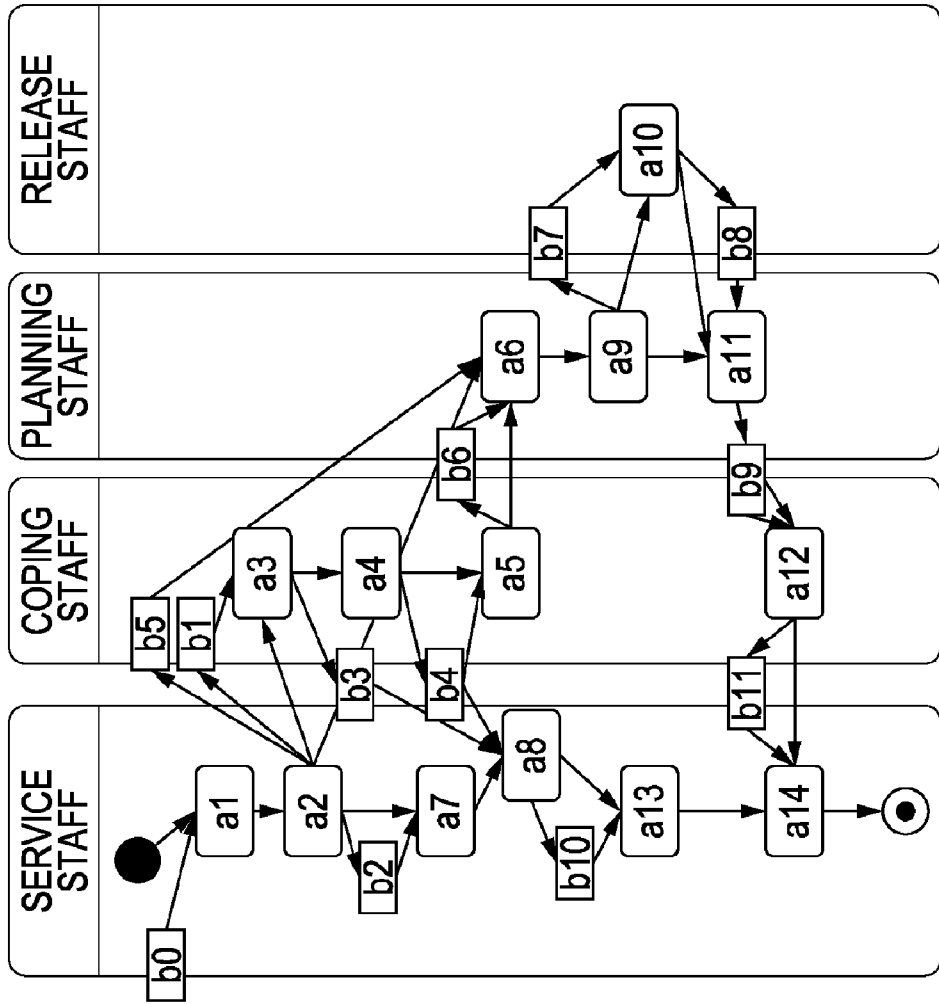 RELEASE
STAFF
PLANNING
STAFF
COPING
STAFF
SERVICE
STAFF
b7
a10
b8
a6
a9
a11
b5
b1
a3
a4
b6
a5
b9
a12
b3
b4
b11
a1
a2
a7
a8
a13
a14
b2
b10
b0